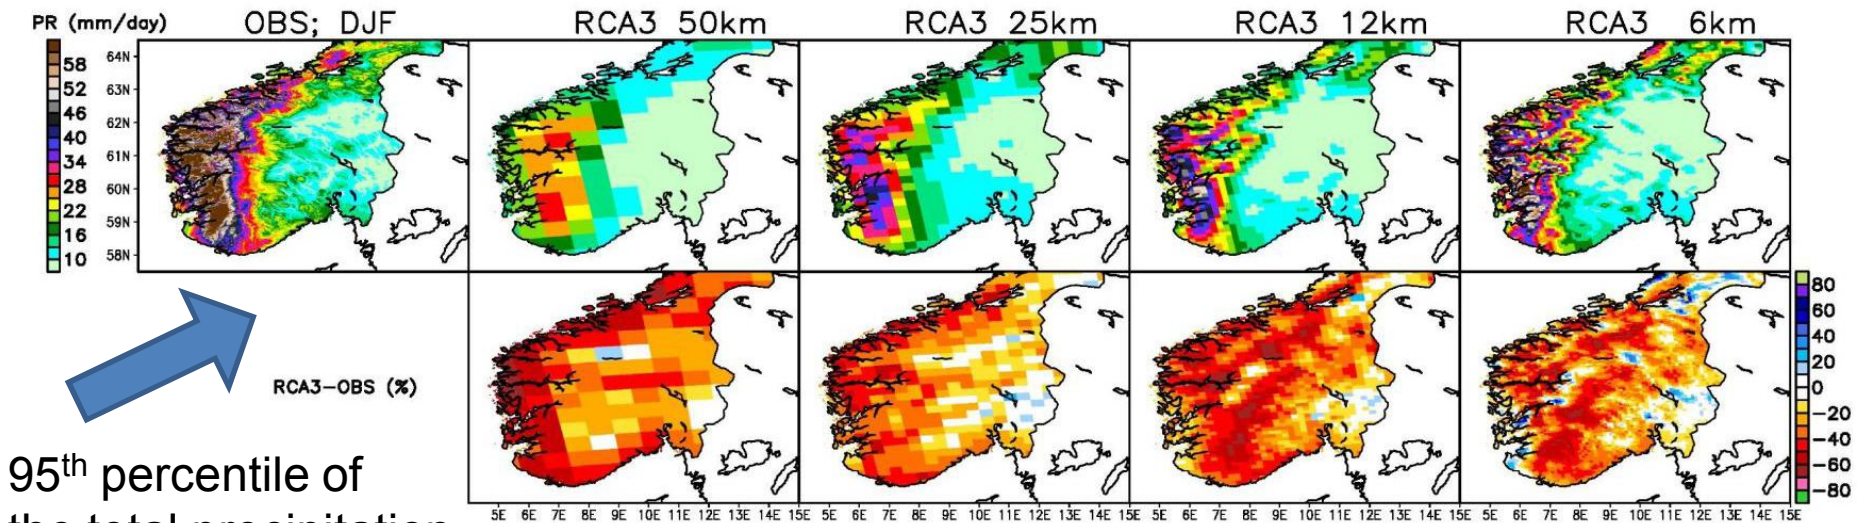 PR (mm/day)
OBS; DJF
RCA3 50km
RCA3 25km
RCA3 12km
RCA3 6km
58
52
46
40
34
28
22
16
10
64N
63N
62N
61N
60N
59N
58N
RCA3-OBS (%)
80
60
40
20
0
-20
-40
-60
-80
95th percentile of
the total precipitation
5E 6E 7E 8E 9E 10E 11E 12E 13E 14E 15E
5E 6E 7E 8E 9E 10E 11E 12E 13E 14E 15E
5E 6E 7E 8E 9E 10E 11E 12E 13E 14E 15E
5E 6E 7E 8E 9E 10E 11E 12E 13E 14E 15E